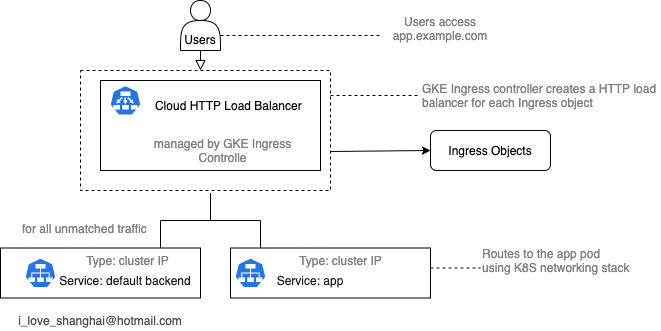 Users access
app.example.com
Users
GKE Ingress controller creates a HTTP load
balancer for each Ingress object
Cloud HTTP Load Balancer
managed by GKE Ingress
Controlle
Ingress Objects
for all unmatched traffic
Type: cluster IP
Service: default backend
Type: cluster IP
Service: app
Routes to the app pod
using K8S networking stack
i_love_shanghai@hotmail.com